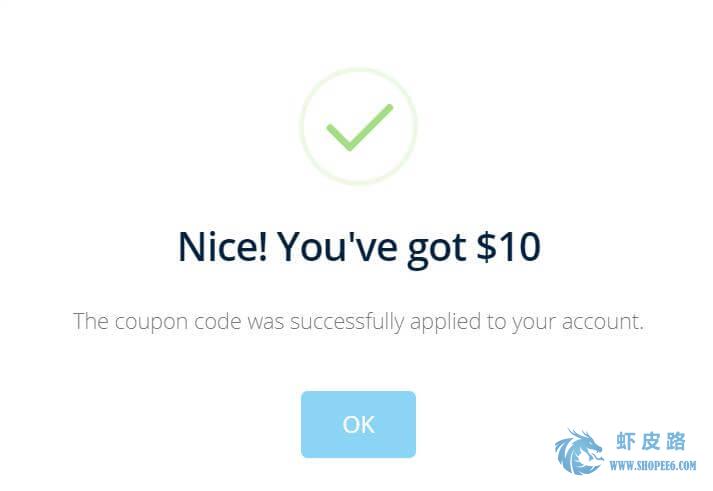 Nice! You've got $10
The coupon code was successfully applied to your account.
OK
虾皮路
WWW.SHOPEE6.COM